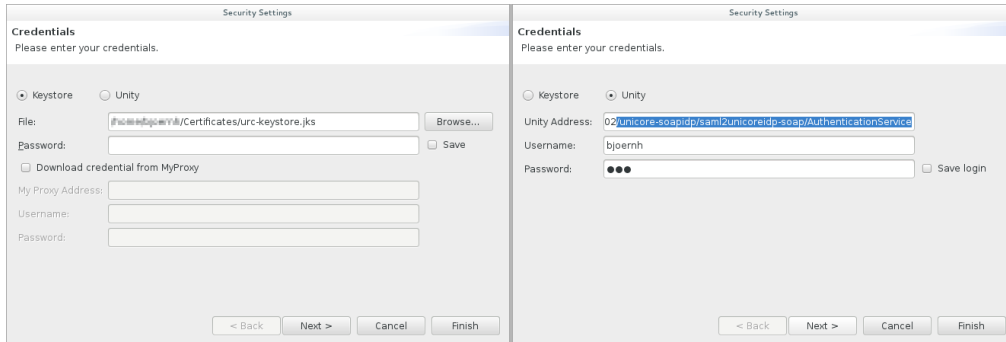 Security Settings
Credentials
Please enter your credentials.
Keystore Unity
File: /Certificates/urc-keystore.jks Browse...
Password: Save
Download credential from MyProxy
My Proxy Address:
Username:
Password:
< Back Next > Cancel Finish
Security Settings
Credentials
Please enter your credentials.
Keystore Unity
Unity Address: 02/unicore-soapidp/saml2unicoreidp-soap/AuthenticationService
Username: bjoernh
Password: ●●● Save login
< Back Next > Cancel Finish